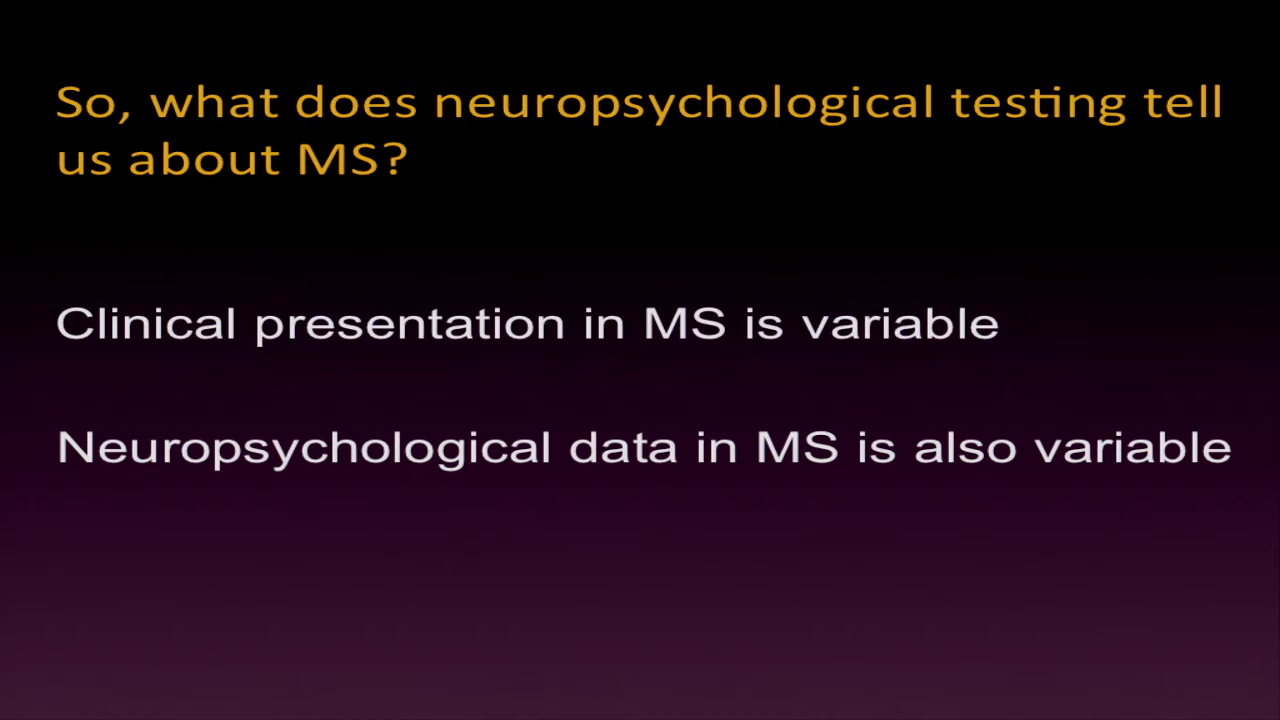 So, what does neuropsychological testing tell
us about MS?
Clinical presentation in MS is variable
Neuropsychological data in MS is also variable